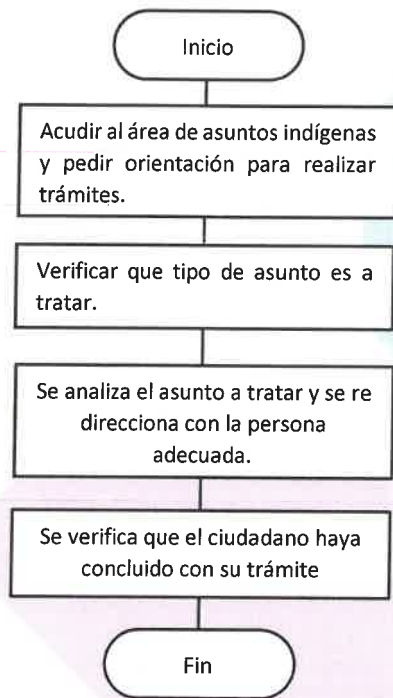 Inicio
Acudir al área de asuntos indígenas
y pedir orientación para realizar
trámites.
Verificar que tipo de asunto es a
tratar.
Se analiza el asunto a tratar y se re
direcciona con la persona
adecuada.
Se verifica que el ciudadano haya
concluido con su trámite
Fin